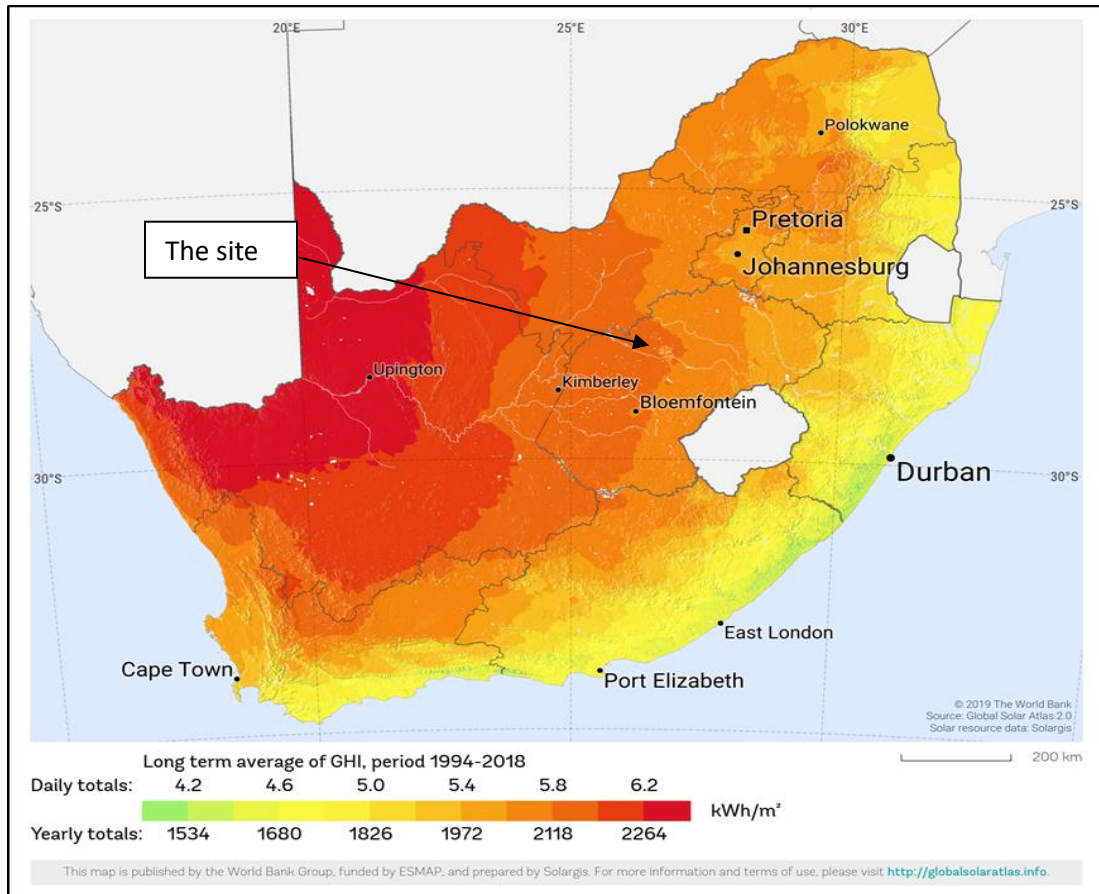 20°E
25°E
30°E
Polokwane
25°S
25°S
The site
Pretoria
Johannesburg
Upington
Kimberley
Bloemfontein
Durban
30°S
30°S
East London
Cape Town
Port Elizabeth
© 2019 The World Bank
Source: Global Solar Atlas 2.0
Solar resource data: Solargis
200 km
Long term average of GHI, period 1994-2018
Daily totals: 4.2 4.6 5.0 5.4 5.8 6.2
kWh/m²
Yearly totals: 1534 1680 1826 1972 2118 2264
This map is published by the World Bank Group, funded by ESMAP, and prepared by Solargis. For more information and terms of use, please visit http://globalsolaratlas.info.